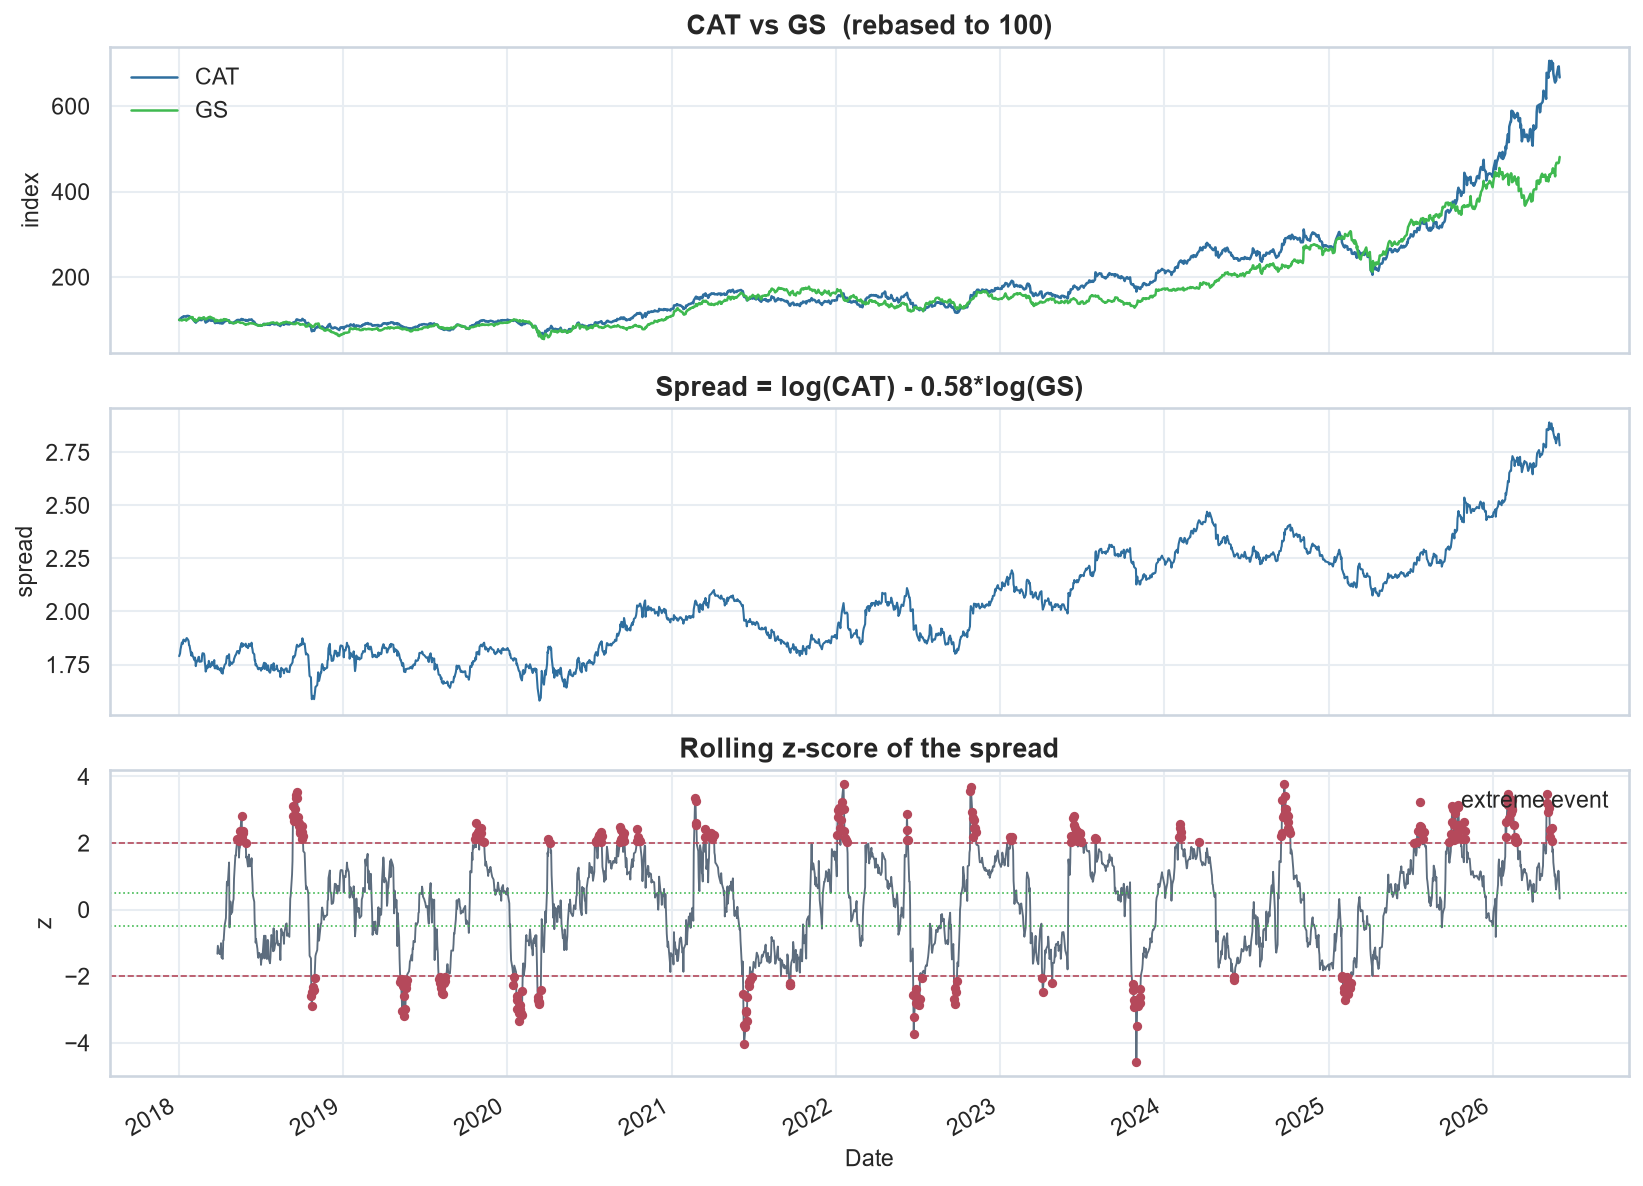 CAT vs GS  (rebased to 100)
CAT
GS
600
400
200
index
Spread = log(CAT) - 0.58*log(GS)
2.75
2.50
2.25
2.00
1.75
spread
Rolling z-score of the spread
extreme event
4
2
0
−2
−4
z
2018
2019
2020
2021
2022
2023
2024
2025
2026
Date